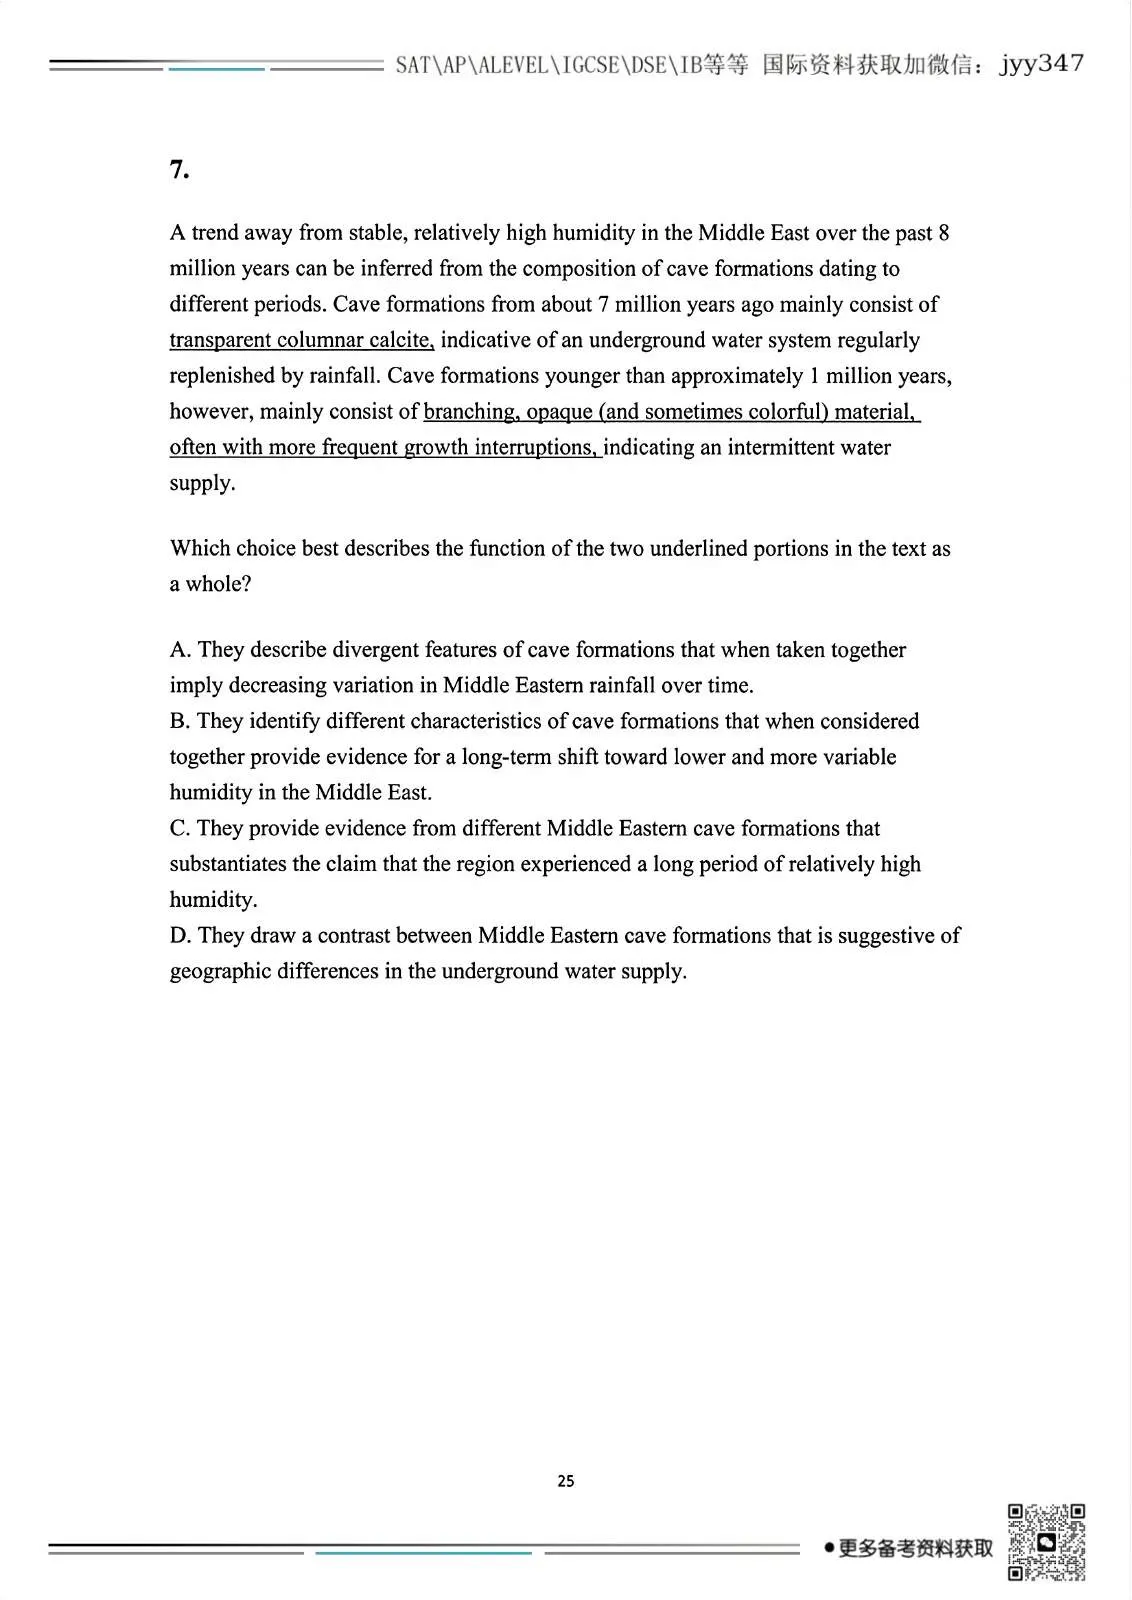 SAT\AP\ALEVEL\IGCSE\DSE\IB等等 国际资料获取加微信：jyy347
7.
A trend away from stable, relatively high humidity in the Middle East over the past 8
million years can be inferred from the composition of cave formations dating to
different periods. Cave formations from about 7 million years ago mainly consist of
transparent columnar calcite, indicative of an underground water system regularly
replenished by rainfall. Cave formations younger than approximately 1 million years,
however, mainly consist of branching, opaque (and sometimes colorful) material,
often with more frequent growth interruptions, indicating an intermittent water
supply.
Which choice best describes the function of the two underlined portions in the text as
a whole?
A. They describe divergent features of cave formations that when taken together
imply decreasing variation in Middle Eastern rainfall over time.
B. They identify different characteristics of cave formations that when considered
together provide evidence for a long-term shift toward lower and more variable
humidity in the Middle East.
C. They provide evidence from different Middle Eastern cave formations that
substantiates the claim that the region experienced a long period of relatively high
humidity.
D. They draw a contrast between Middle Eastern cave formations that is suggestive of
geographic differences in the underground water supply.
25
●更多备考资料获取